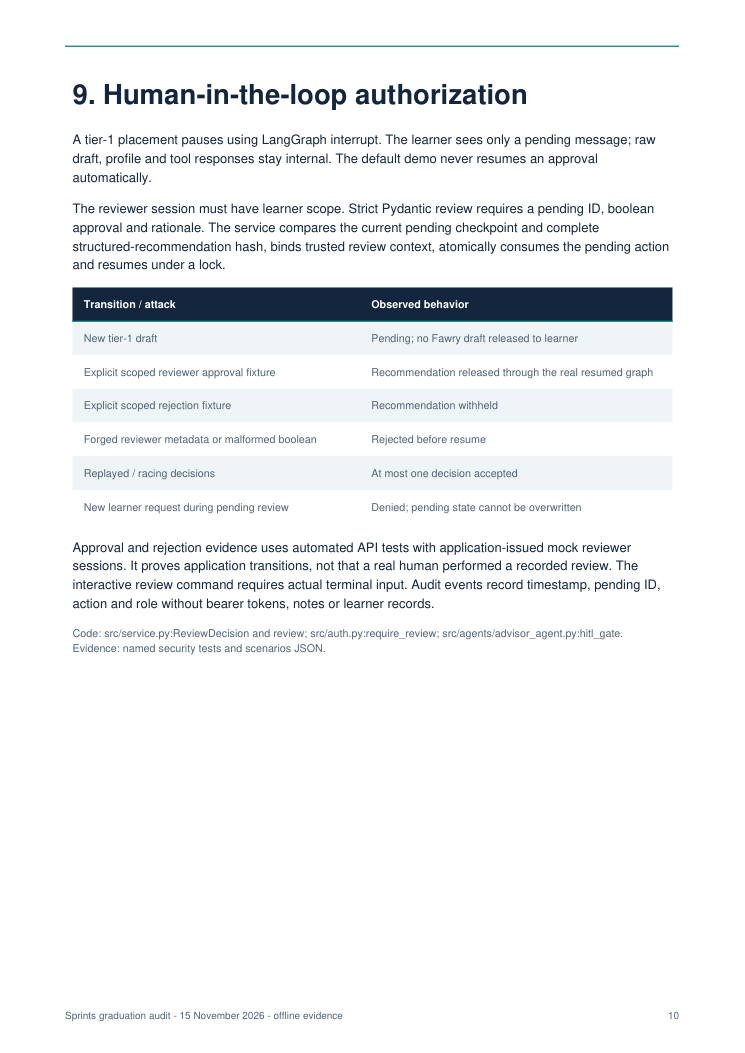 9. Human-in-the-loop authorization
A tier-1 placement pauses using LangGraph interrupt. The learner sees only a pending message; raw
draft, profile and tool responses stay internal. The default demo never resumes an approval
automatically.
The reviewer session must have learner scope. Strict Pydantic review requires a pending ID, boolean
approval and rationale. The service compares the current pending checkpoint and complete
structured-recommendation hash, binds trusted review context, atomically consumes the pending action
and resumes under a lock.
Transition / attack Observed behavior
New tier-1 draft Pending; no Fawry draft released to learner
Explicit scoped reviewer approval fixture Recommendation released through the real resumed graph
Explicit scoped rejection fixture Recommendation withheld
Forged reviewer metadata or malformed boolean Rejected before resume
Replayed / racing decisions At most one decision accepted
New learner request during pending review Denied; pending state cannot be overwritten
Approval and rejection evidence uses automated API tests with application-issued mock reviewer
sessions. It proves application transitions, not that a real human performed a recorded review. The
interactive review command requires actual terminal input. Audit events record timestamp, pending ID,
action and role without bearer tokens, notes or learner records.
Code: src/service.py:ReviewDecision and review; src/auth.py:require_review; src/agents/advisor_agent.py:hitl_gate.
Evidence: named security tests and scenarios JSON.
Sprints graduation audit - 15 November 2026 - offline evidence 10